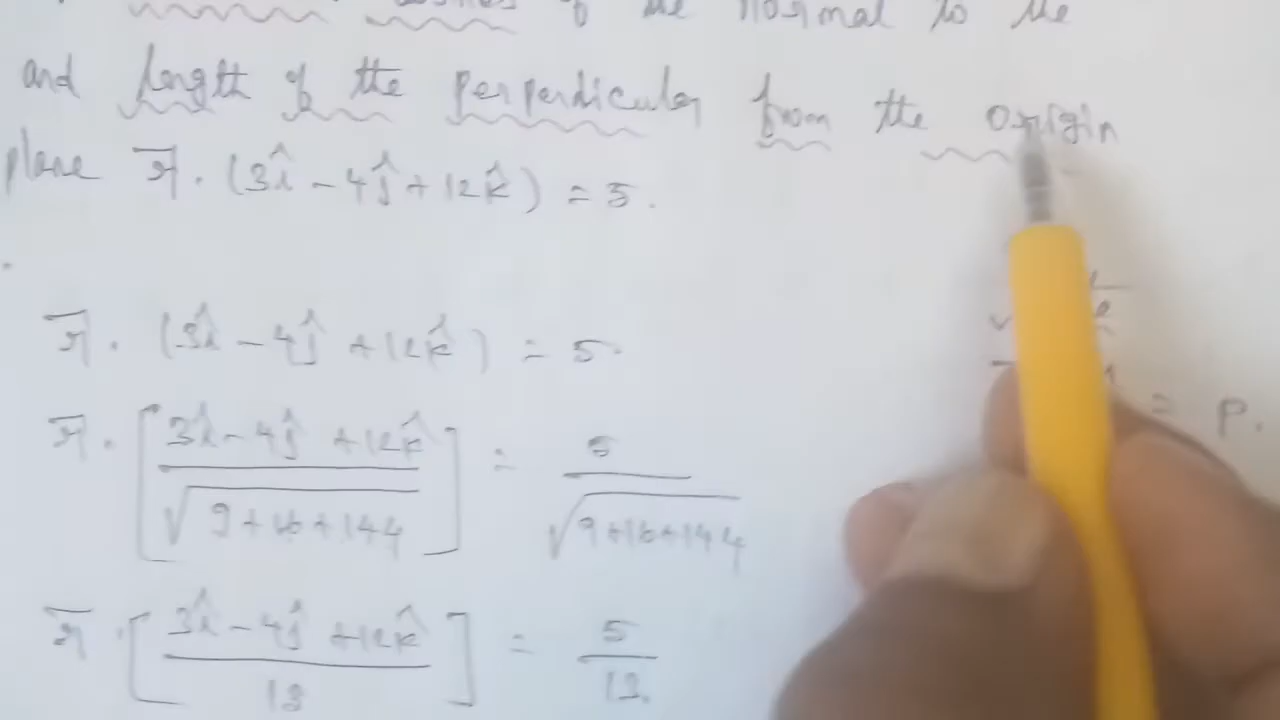 of the normal to the
and length of the perpendicular from the origin
plane r̅ . (3î - 4ĵ + 12k̂) = 5.
r̅ . (3î - 4ĵ + 12k̂) = 5.
r̅ . [ (3î - 4ĵ + 12k̂) / √(9+16+144) ] = 5 / √(9+16+144)
= P.
r̅ . [ (3î - 4ĵ + 12k̂) / 13 ] = 5 / 13.